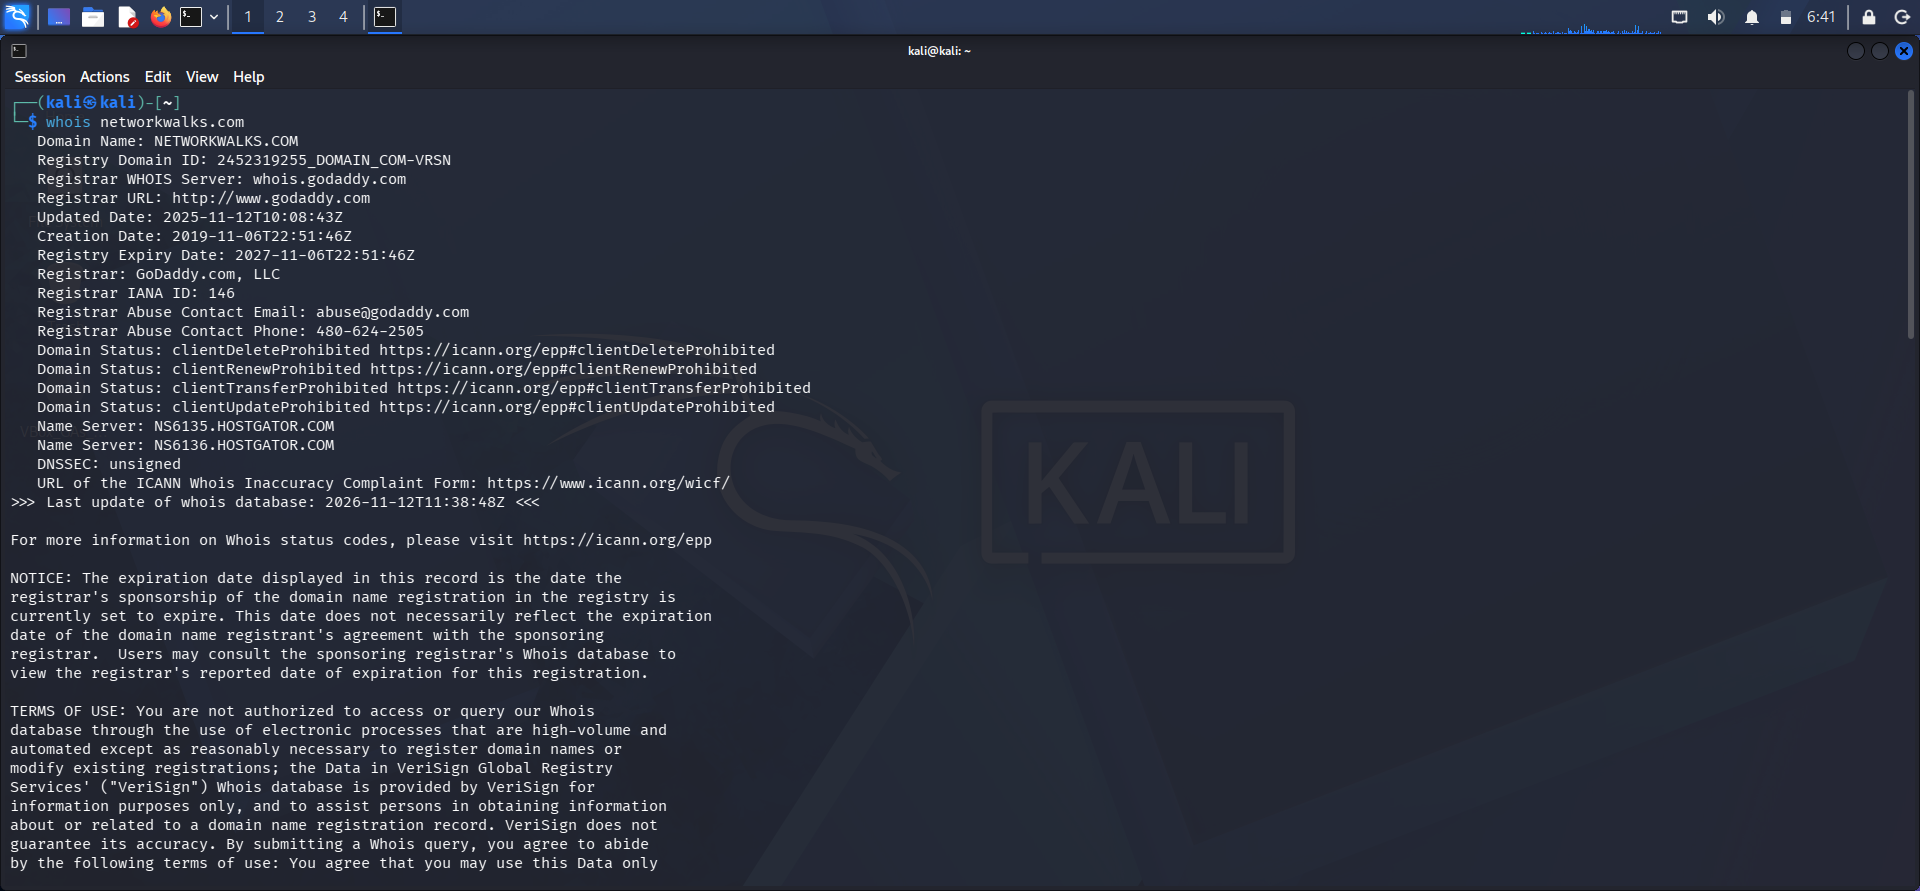 1 2 3 4 6:41
kali@kali: ~
Session Actions Edit View Help
┌──(kali㉿kali)-[~]
└─$ whois networkwalks.com
Domain Name: NETWORKWALKS.COM
Registry Domain ID: 2452319255_DOMAIN_COM-VRSN
Registrar WHOIS Server: whois.godaddy.com
Registrar URL: http://www.godaddy.com
Updated Date: 2025-11-12T10:08:43Z
Creation Date: 2019-11-06T22:51:46Z
Registry Expiry Date: 2027-11-06T22:51:46Z
Registrar: GoDaddy.com, LLC
Registrar IANA ID: 146
Registrar Abuse Contact Email: abuse@godaddy.com
Registrar Abuse Contact Phone: 480-624-2505
Domain Status: clientDeleteProhibited https://icann.org/epp#clientDeleteProhibited
Domain Status: clientRenewProhibited https://icann.org/epp#clientRenewProhibited
Domain Status: clientTransferProhibited https://icann.org/epp#clientTransferProhibited
Domain Status: clientUpdateProhibited https://icann.org/epp#clientUpdateProhibited
Name Server: NS6135.HOSTGATOR.COM
Name Server: NS6136.HOSTGATOR.COM
DNSSEC: unsigned
URL of the ICANN Whois Inaccuracy Complaint Form: https://www.icann.org/wicf/
>>> Last update of whois database: 2026-11-12T11:38:48Z <<<
For more information on Whois status codes, please visit https://icann.org/epp
NOTICE: The expiration date displayed in this record is the date the
registrar's sponsorship of the domain name registration in the registry is
currently set to expire. This date does not necessarily reflect the expiration
date of the domain name registrant's agreement with the sponsoring
registrar.  Users may consult the sponsoring registrar's Whois database to
view the registrar's reported date of expiration for this registration.
TERMS OF USE: You are not authorized to access or query our Whois
database through the use of electronic processes that are high-volume and
automated except as reasonably necessary to register domain names or
modify existing registrations; the Data in VeriSign Global Registry
Services' ("VeriSign") Whois database is provided by VeriSign for
information purposes only, and to assist persons in obtaining information
about or related to a domain name registration record. VeriSign does not
guarantee its accuracy. By submitting a Whois query, you agree to abide
by the following terms of use: You agree that you may use this Data only
KALI